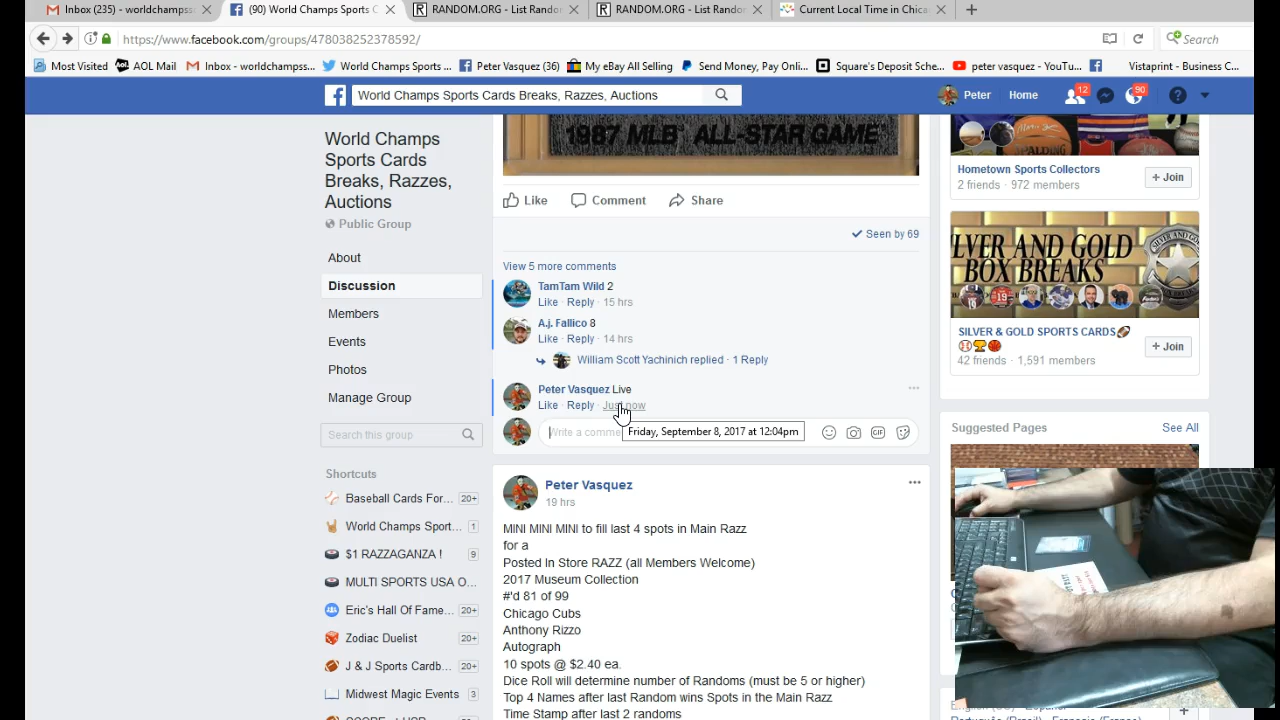 Inbox (235) - worldchampss
(90) World Champs Sports C
RANDOM.ORG - List Randor
RANDOM.ORG - List Randor
Current Local Time in Chica
https://www.facebook.com/groups/478038252378592/
Search
Most Visited
AOL Mail
Inbox - worldchampss...
World Champs Sports ...
Peter Vasquez (36)
My eBay All Selling
Send Money, Pay Onli...
Square's Deposit Sche...
peter vasquez - YouTu...
Vistaprint - Business C...
World Champs Sports Cards Breaks, Razzes, Auctions
Peter
Home
12
90
World Champs
Sports Cards
Breaks, Razzes,
Auctions
Public Group
About
Discussion
Members
Events
Photos
Manage Group
Search this group
Shortcuts
Baseball Cards For... 20+
World Champs Sport... 1
$1 RAZZAGANZA ! 9
MULTI SPORTS USA O...
Eric's Hall Of Fame... 20+
Zodiac Duelist 20+
J & J Sports Cardb... 20+
Midwest Magic Events 3
1987 MLB ALL-STAR GAME
Like
Comment
Share
Seen by 69
View 5 more comments
TamTam Wild 2
Like · Reply · 15 hrs
A.j. Fallico 8
Like · Reply · 14 hrs
William Scott Yachinich replied · 1 Reply
Peter Vasquez Live
Like · Reply · Just now
Write a comme
Friday, September 8, 2017 at 12:04pm
GIF
Peter Vasquez
19 hrs
MINI MINI MINI to fill last 4 spots in Main Razz
for a
Posted In Store RAZZ (all Members Welcome)
2017 Museum Collection
#'d 81 of 99
Chicago Cubs
Anthony Rizzo
Autograph
10 spots @ $2.40 ea.
Dice Roll will determine number of Randoms (must be 5 or higher)
Top 4 Names after last Random wins Spots in the Main Razz
Time Stamp after last 2 randoms
SPALDING
Hometown Sports Collectors
2 friends · 972 members
+ Join
LVER AND GOLD
BOX BREAKS
SILVER & GOLD SPORTS CARDS
42 friends · 1,591 members
+ Join
Suggested Pages
See All